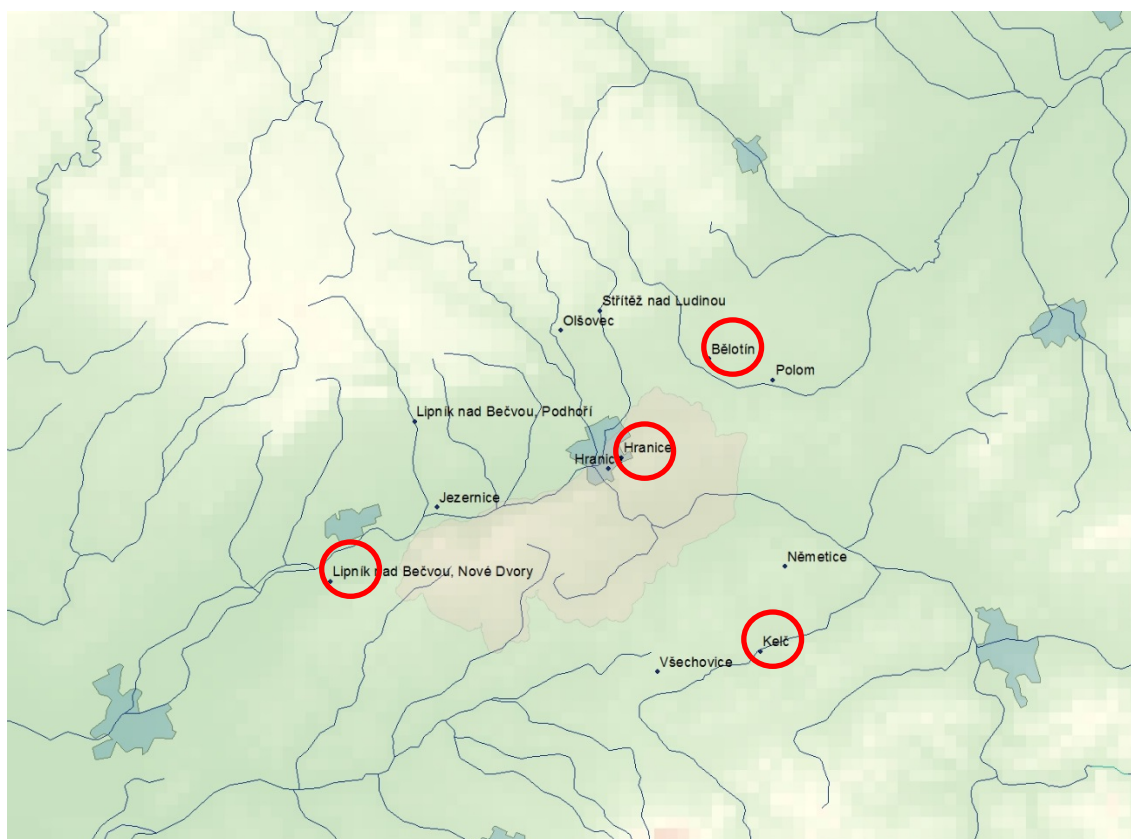 Střítěž nad Ludinou
Olšovec
Bělotín
Polom
Lipník nad Bečvou, Podhoří
Hranice
Hranice
Jezernice
Lipník nad Bečvou, Nové Dvory
Němetice
Kelč
Všechovice